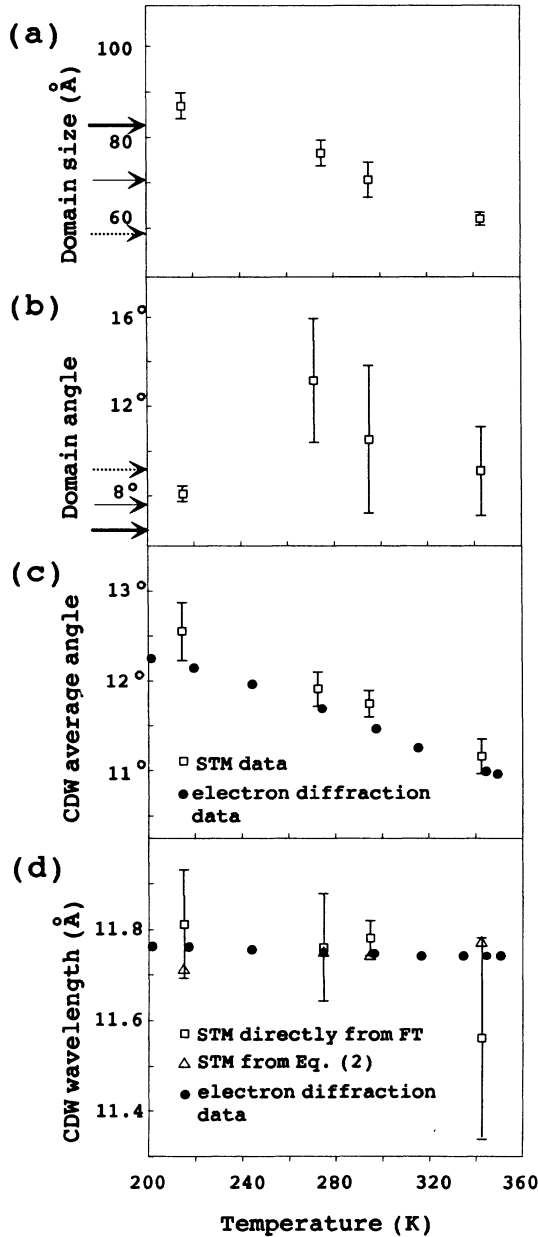 (a)
Domain size (Å)
100
80
60
(b)
Domain angle
16°
12°
8°
(c)
CDW average angle
13°
12°
11°
STM data
electron diffraction
data
(d)
CDW wavelength (Å)
11.8
11.6
11.4
STM directly from FT
STM from Eq. (2)
electron diffraction
data
200 240 280 320 360
Temperature (K)